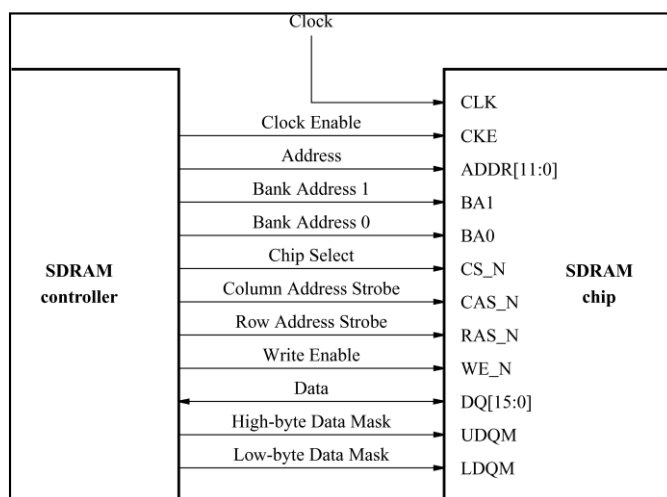 Clock
CLK
Clock Enable
CKE
Address
ADDR[11:0]
Bank Address 1
BA1
Bank Address 0
BA0
Chip Select
CS_N
SDRAM
controller
SDRAM
chip
Column Address Strobe
CAS_N
Row Address Strobe
RAS_N
Write Enable
WE_N
Data
DQ[15:0]
High-byte Data Mask
UDQM
Low-byte Data Mask
LDQM